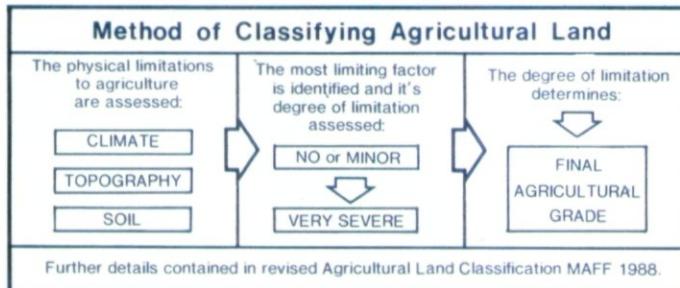 Method of Classifying Agricultural Land
The physical limitations
to agriculture
are assessed:
CLIMATE
TOPOGRAPHY
SOIL
The most limiting factor
is identified and it's
degree of limitation
assessed:
NO or MINOR
VERY SEVERE
The degree of limitation
determines:
FINAL
AGRICULTURAL
GRADE
Further details contained in revised Agricultural Land Classification MAFF 1988.